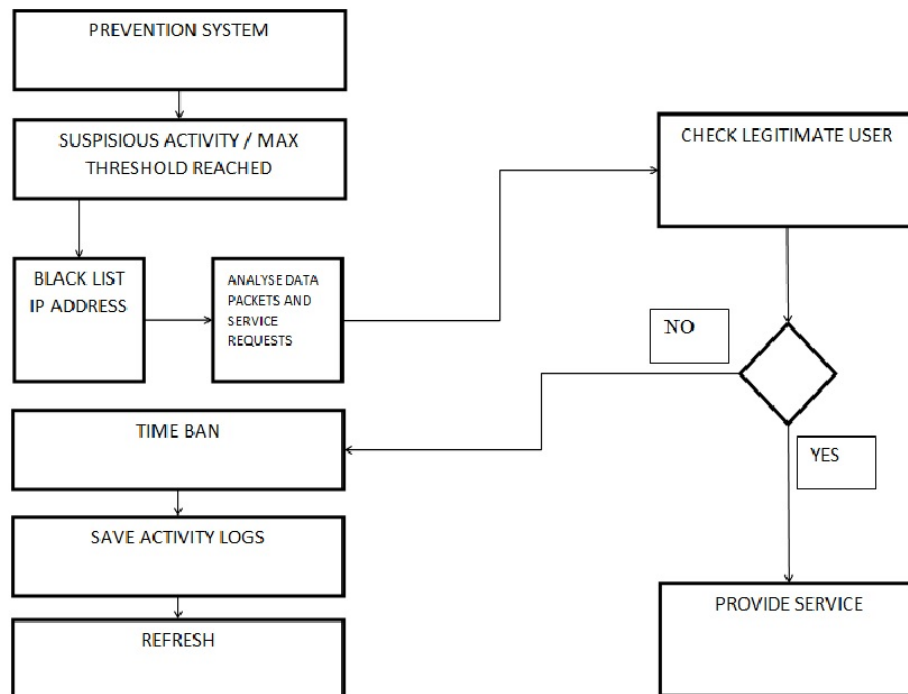 PREVENTION SYSTEM
SUSPISIOUS ACTIVITY / MAX
THRESHOLD REACHED
BLACK LIST
IP ADDRESS
ANALYSE DATA
PACKETS AND
SERVICE
REQUESTS
CHECK LEGITIMATE USER
NO
YES
TIME BAN
SAVE ACTIVITY LOGS
REFRESH
PROVIDE SERVICE